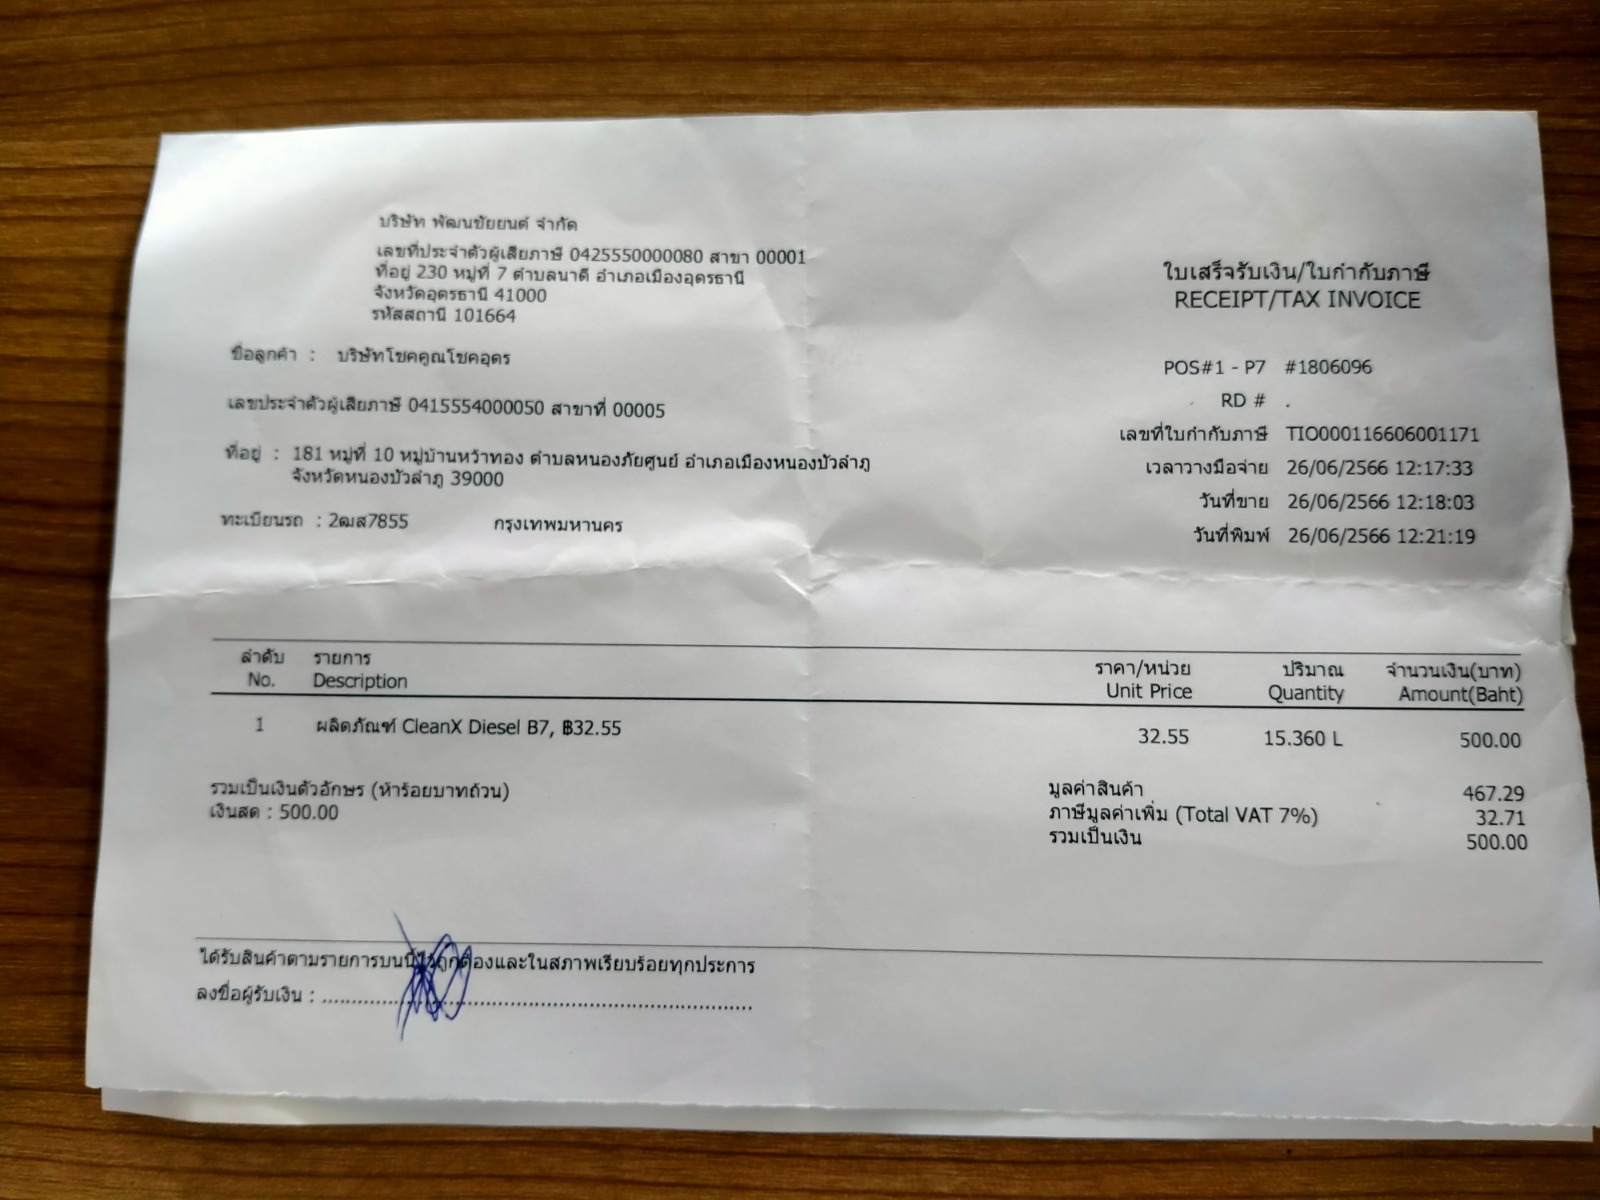 บริษัท พัฒนชัยยนต์ จำกัด
เลขที่ประจำตัวผู้เสียภาษี 0425550000080 สาขา 00001
ที่อยู่ 230 หมู่ที่ 7 ตำบลนาดี อำเภอเมืองอุดรธานี
จังหวัดอุดรธานี 41000
รหัสสถานี 101664
ใบเสร็จรับเงิน/ใบกำกับภาษี
RECEIPT/TAX INVOICE
ชื่อลูกค้า : บริษัทโชคคูณโชคอุดร
เลขประจำตัวผู้เสียภาษี 0415554000050 สาขาที่ 00005
ที่อยู่ : 181 หมู่ที่ 10 หมู่บ้านหว้าทอง ตำบลหนองภัยศูนย์ อำเภอเมืองหนองบัวลำภู
จังหวัดหนองบัวลำภู 39000
ทะเบียนรถ : 2ฒส7855 กรุงเทพมหานคร
POS#1 - P7 #1806096
RD # .
เลขที่ใบกำกับภาษี TIO000116606001171
เวลาวางมือจ่าย 26/06/2566 12:17:33
วันที่ขาย 26/06/2566 12:18:03
วันที่พิมพ์ 26/06/2566 12:21:19
ลำดับ รายการ ราคา/หน่วย ปริมาณ จำนวนเงิน(บาท)
No. Description Unit Price Quantity Amount(Baht)
1 ผลิตภัณฑ์ CleanX Diesel B7, ฿32.55 32.55 15.360 L 500.00
รวมเป็นเงินตัวอักษร (ห้าร้อยบาทถ้วน)
เงินสด : 500.00
มูลค่าสินค้า 467.29
ภาษีมูลค่าเพิ่ม (Total VAT 7%) 32.71
รวมเป็นเงิน 500.00
ได้รับสินค้าตามรายการบนนี้ไว้ถูกต้องและในสภาพเรียบร้อยทุกประการ
ลงชื่อผู้รับเงิน :